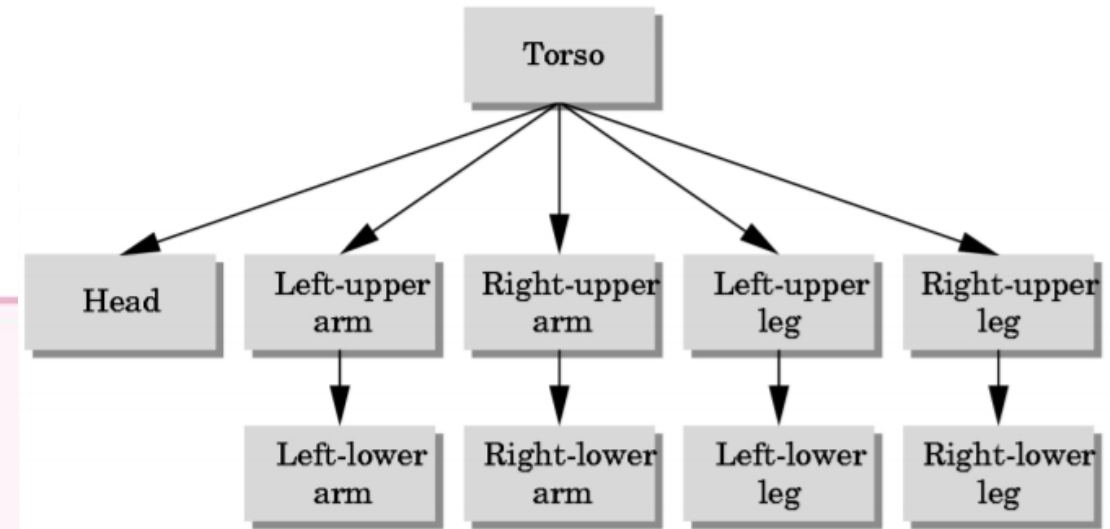 Torso
Head
Left-upper
arm
Right-upper
arm
Left-upper
leg
Right-upper
leg
Left-lower
arm
Right-lower
arm
Left-lower
leg
Right-lower
leg